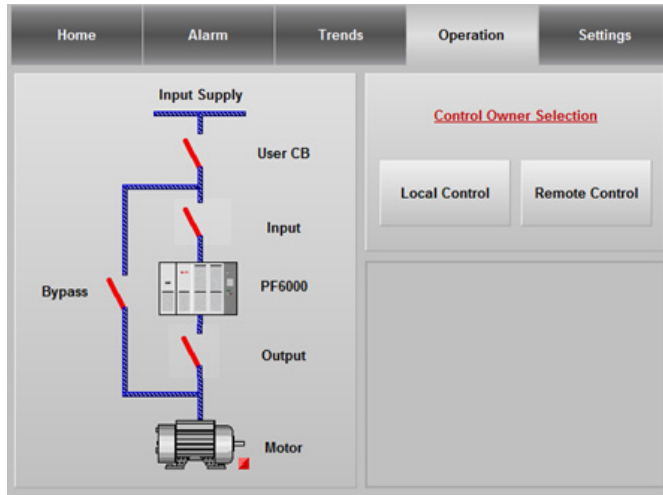 Home
Alarm
Trends
Operation
Settings
Input Supply
User CB
Input
Bypass
PF6000
Output
Motor
Control Owner Selection
Local Control
Remote Control